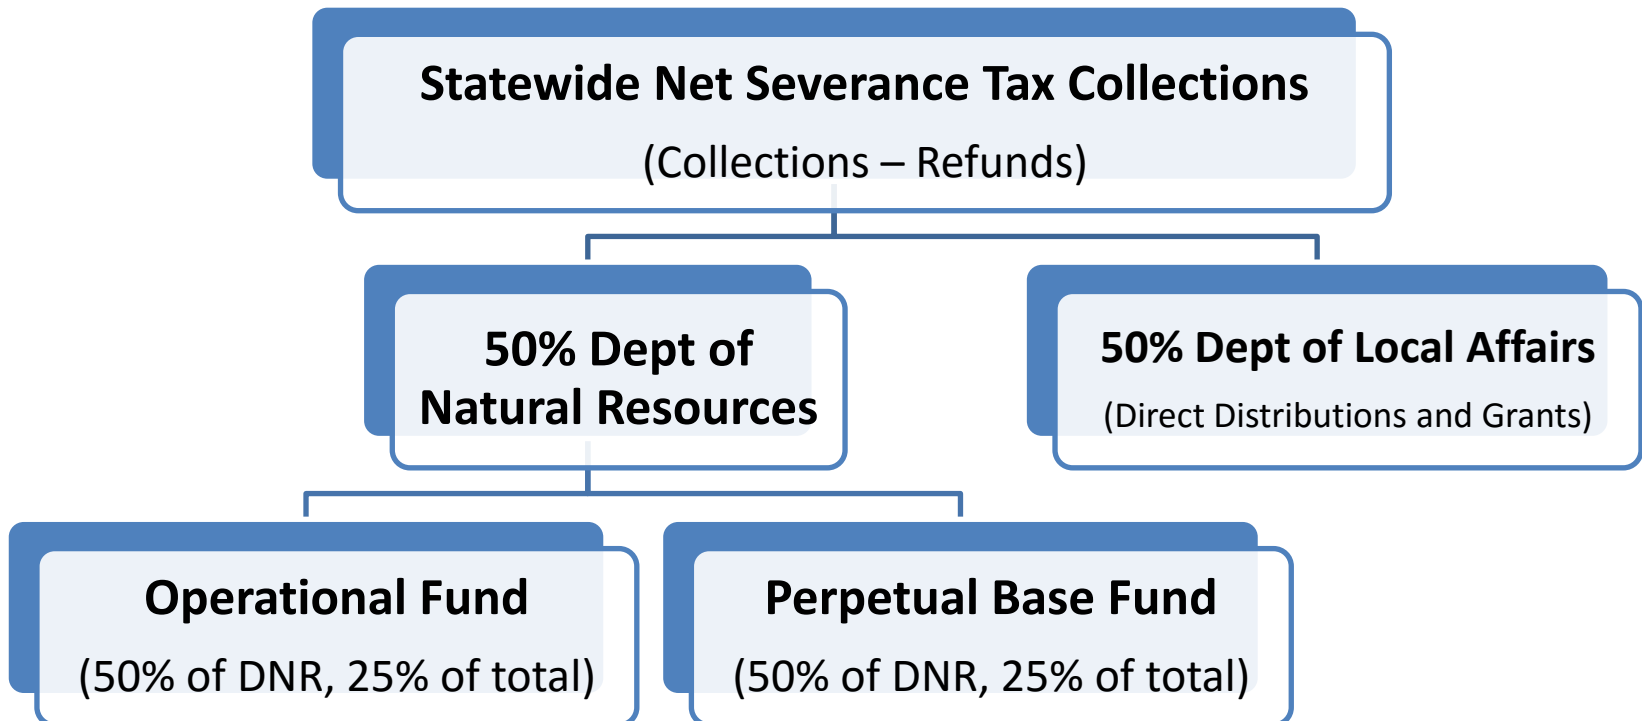 Statewide Net Severance Tax Collections
(Collections – Refunds)
50% Dept of
Natural Resources
50% Dept of Local Affairs
(Direct Distributions and Grants)
Operational Fund
(50% of DNR, 25% of total)
Perpetual Base Fund
(50% of DNR, 25% of total)